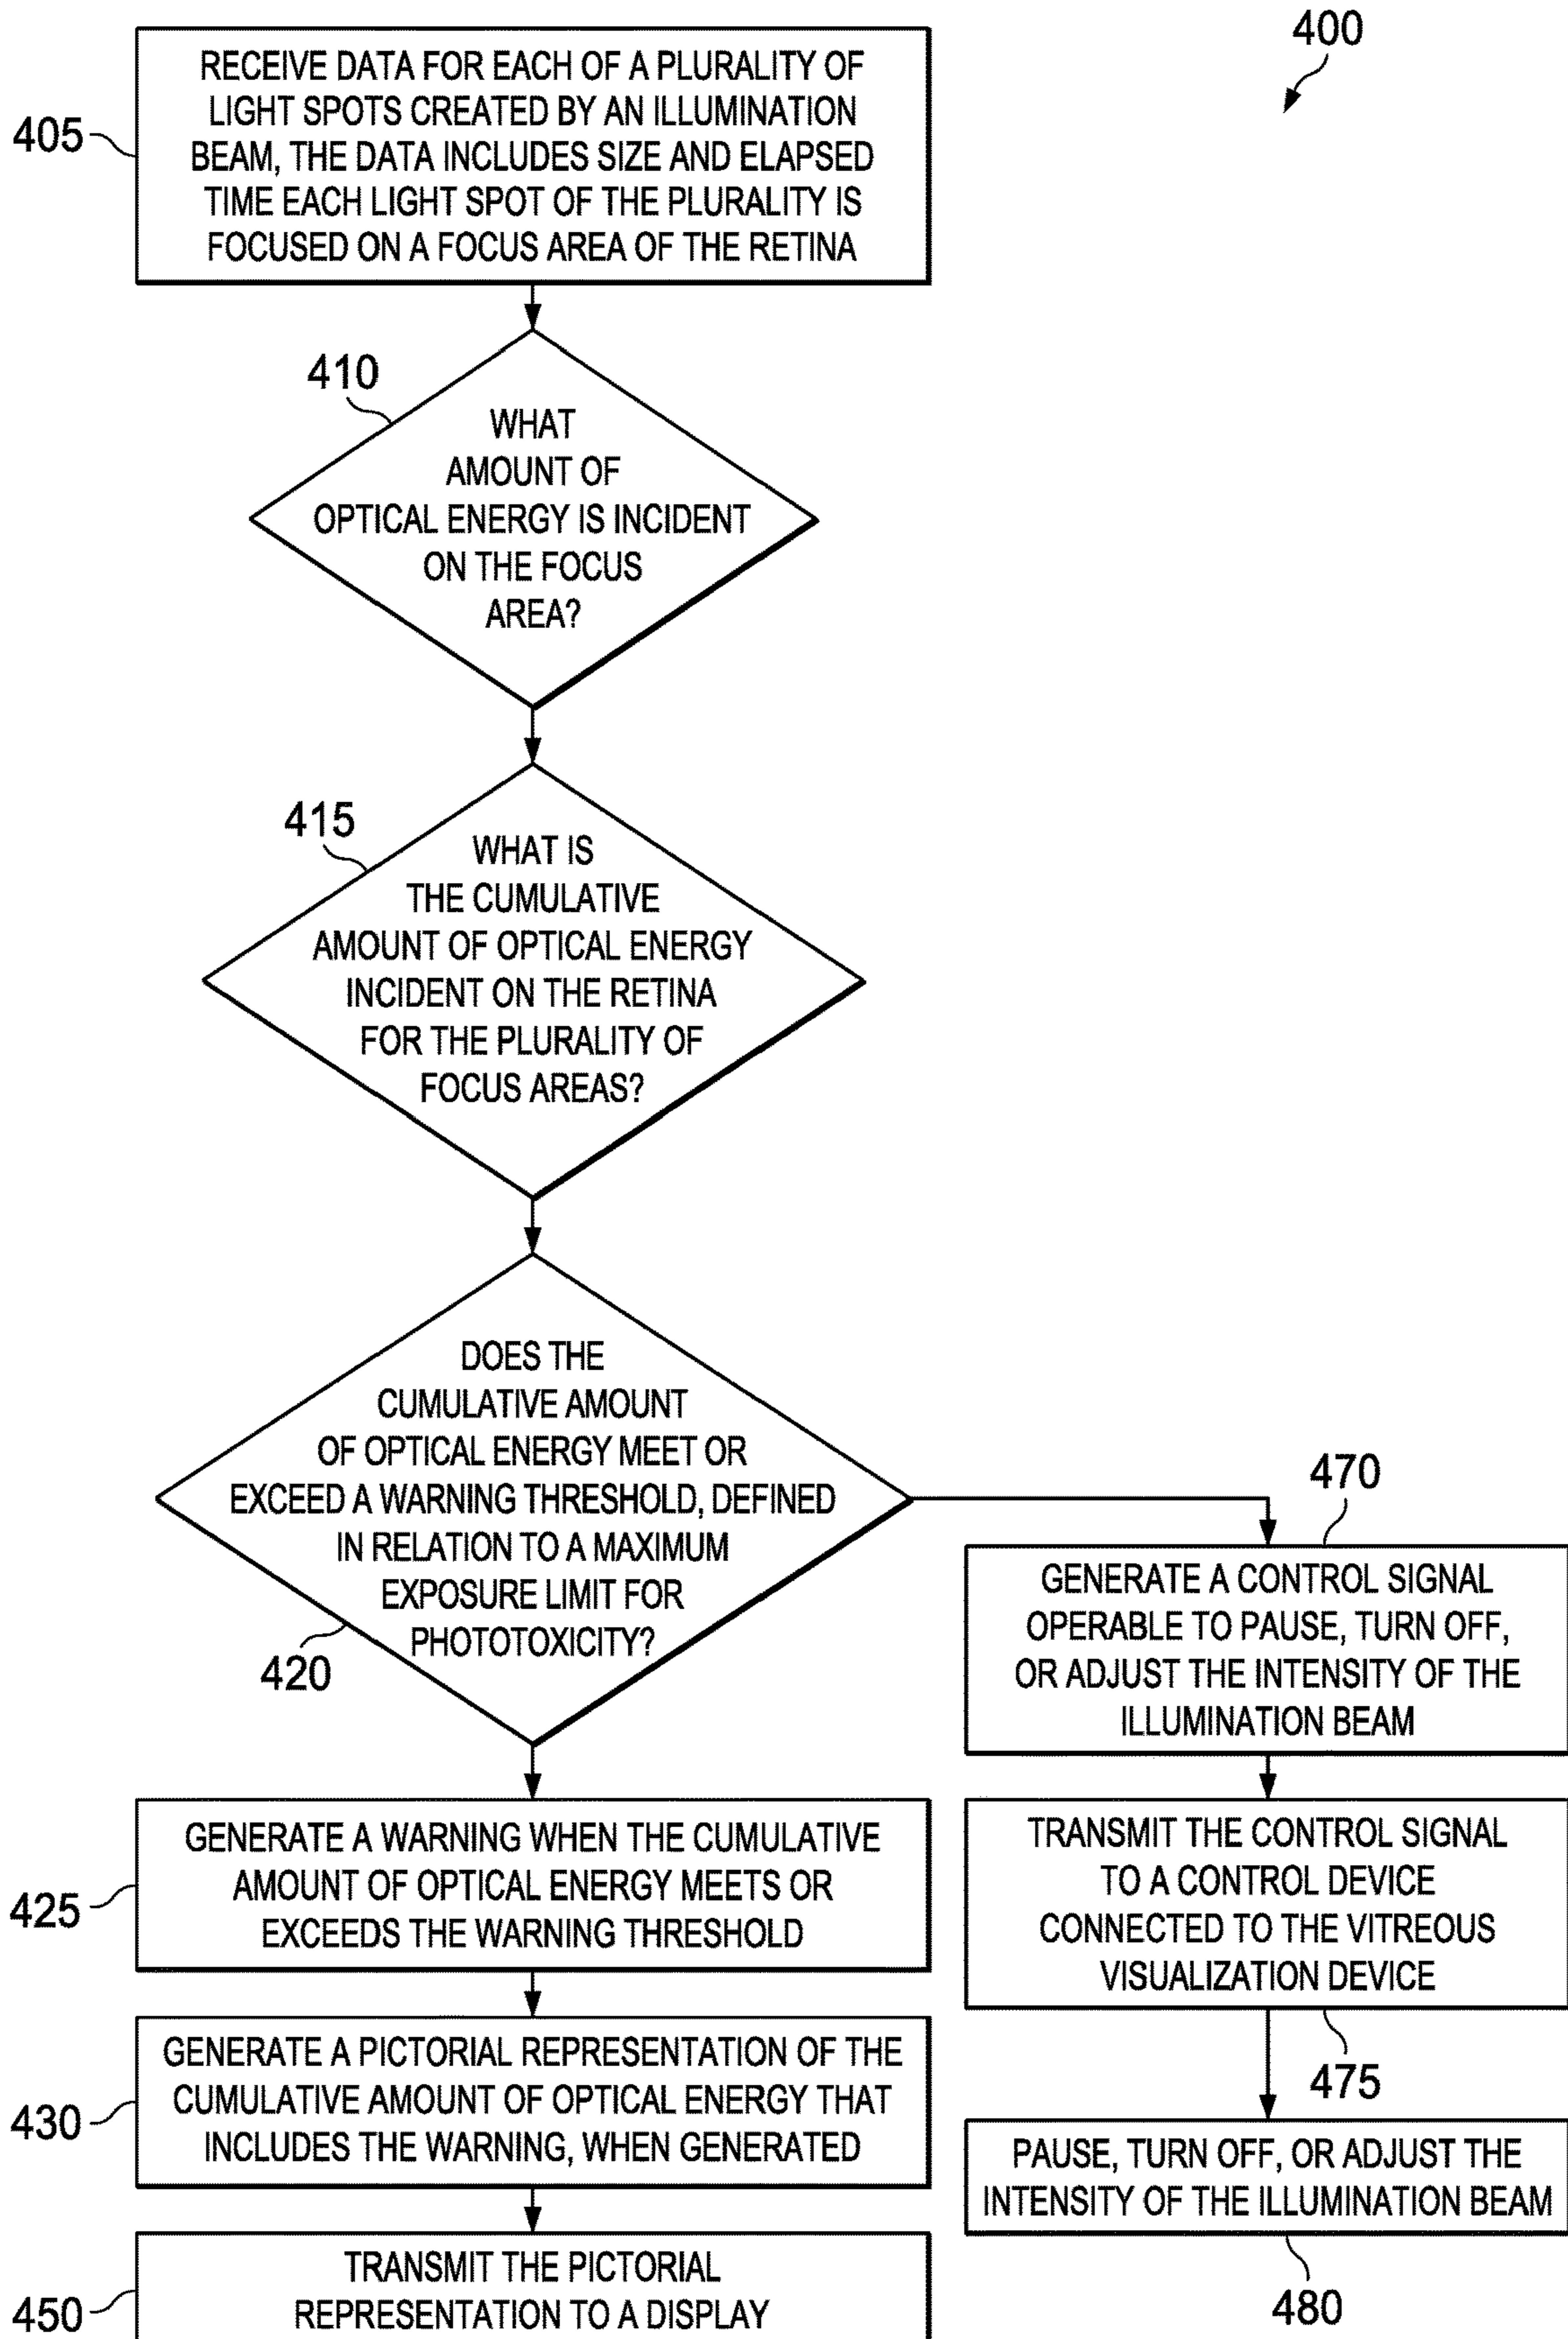 400
405
RECEIVE DATA FOR EACH OF A PLURALITY OF
LIGHT SPOTS CREATED BY AN ILLUMINATION
BEAM, THE DATA INCLUDES SIZE AND ELAPSED
TIME EACH LIGHT SPOT OF THE PLURALITY IS
FOCUSED ON A FOCUS AREA OF THE RETINA
410
WHAT
AMOUNT OF
OPTICAL ENERGY IS INCIDENT
ON THE FOCUS
AREA?
415
WHAT IS
THE CUMULATIVE
AMOUNT OF OPTICAL ENERGY
INCIDENT ON THE RETINA
FOR THE PLURALITY OF
FOCUS AREAS?
DOES THE
CUMULATIVE AMOUNT
OF OPTICAL ENERGY MEET OR
EXCEED A WARNING THRESHOLD, DEFINED
IN RELATION TO A MAXIMUM
EXPOSURE LIMIT FOR
PHOTOTOXICITY?
420
425
GENERATE A WARNING WHEN THE CUMULATIVE
AMOUNT OF OPTICAL ENERGY MEETS OR
EXCEEDS THE WARNING THRESHOLD
430
GENERATE A PICTORIAL REPRESENTATION OF THE
CUMULATIVE AMOUNT OF OPTICAL ENERGY THAT
INCLUDES THE WARNING, WHEN GENERATED
450
TRANSMIT THE PICTORIAL
REPRESENTATION TO A DISPLAY
470
GENERATE A CONTROL SIGNAL
OPERABLE TO PAUSE, TURN OFF,
OR ADJUST THE INTENSITY OF THE
ILLUMINATION BEAM
TRANSMIT THE CONTROL SIGNAL
TO A CONTROL DEVICE
CONNECTED TO THE VITREOUS
VISUALIZATION DEVICE
475
PAUSE, TURN OFF, OR ADJUST THE
INTENSITY OF THE ILLUMINATION BEAM
480